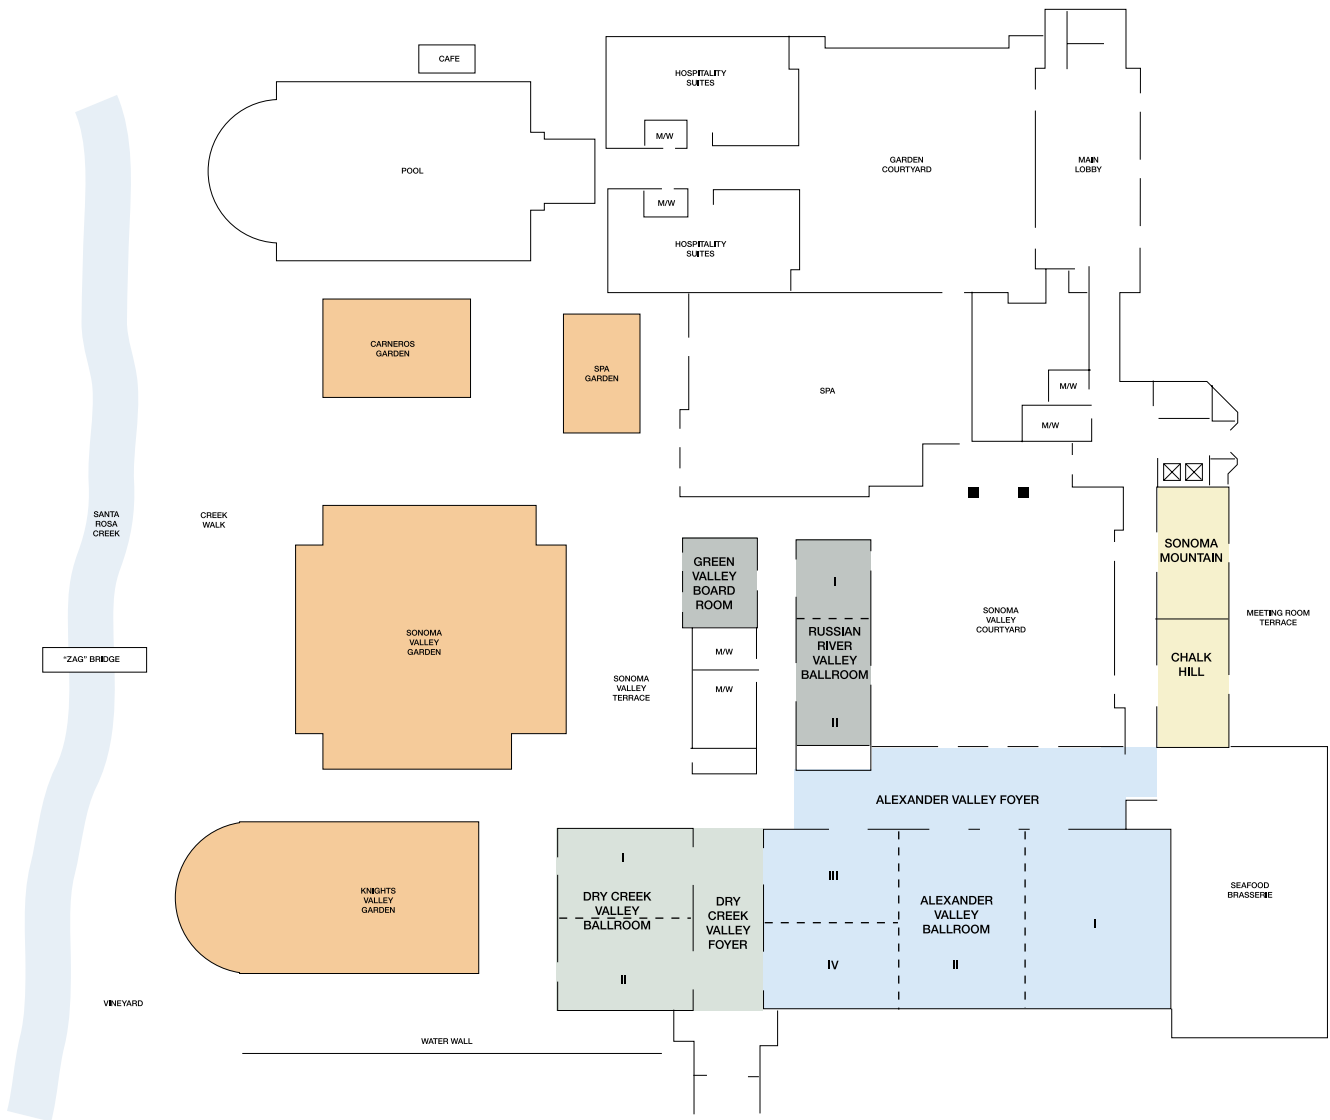 CAFE
HOSPITALITY
SUITES
M/W
POOL
GARDEN
COURTYARD
MAIN
LOBBY
M/W
HOSPITALITY
SUITES
CARNEROS
GARDEN
SPA
GARDEN
SPA
M/W
M/W
SANTA
ROSA
CREEK
CREEK
WALK
GREEN
VALLEY
BOARD
ROOM
I
RUSSIAN
RIVER
VALLEY
BALLROOM
II
SONOMA
VALLEY
COURTYARD
SONOMA
MOUNTAIN
CHALK
HILL
MEETING ROOM
TERRACE
SONOMA
VALLEY
GARDEN
"ZAG" BRIDGE
M/W
M/W
SONOMA
VALLEY
TERRACE
ALEXANDER VALLEY FOYER
KNIGHTS
VALLEY
GARDEN
I
DRY CREEK
VALLEY
BALLROOM
II
DRY
CREEK
VALLEY
FOYER
III
IV
ALEXANDER
VALLEY
BALLROOM
II
I
SEAFOOD
BRASSERIE
VINEYARD
WATER WALL